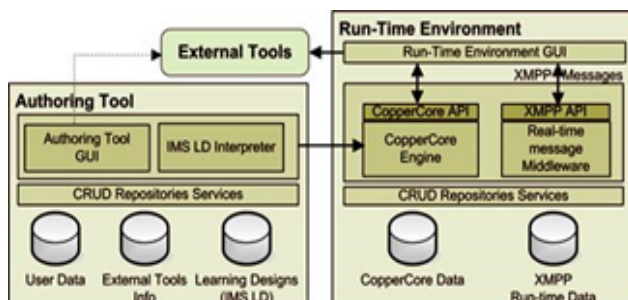 External Tools
Run-Time Environment
Run-Time Environment GUI
XMPP Messages
Authoring Tool
Authoring Tool
GUI
IMS LD Interpreter
CopperCore API
CopperCore
Engine
XMPP API
Real-time
message
Middleware
CRUD Repositories Services
CRUD Repositories Services
User Data
External Tools
Info
Learning Designs
(IMS LD)
CopperCore Data
XMPP
Run-time Data